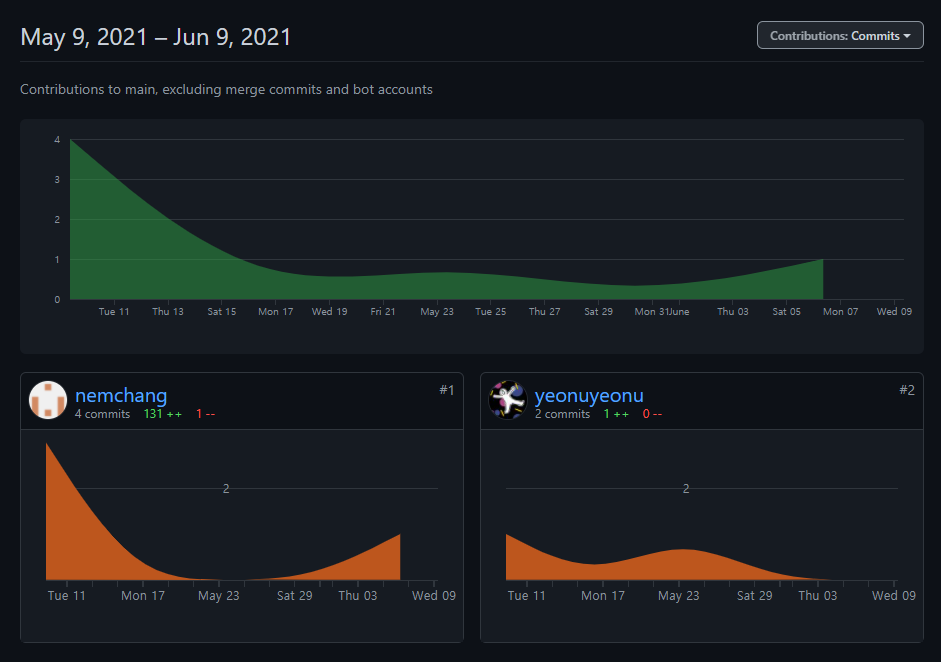 May 9, 2021 – Jun 9, 2021
Contributions: Commits
Contributions to main, excluding merge commits and bot accounts
4
3
2
1
0
Tue 11 Thu 13 Sat 15 Mon 17 Wed 19 Fri 21 May 23 Tue 25 Thu 27 Sat 29 Mon 31 June Thu 03 Sat 05 Mon 07 Wed 09
nemchang #1
4 commits 131 ++ 1 --
2
Tue 11 Mon 17 May 23 Sat 29 Thu 03 Wed 09
yeonuyeonu #2
2 commits 1 ++ 0 --
2
Tue 11 Mon 17 May 23 Sat 29 Thu 03 Wed 09